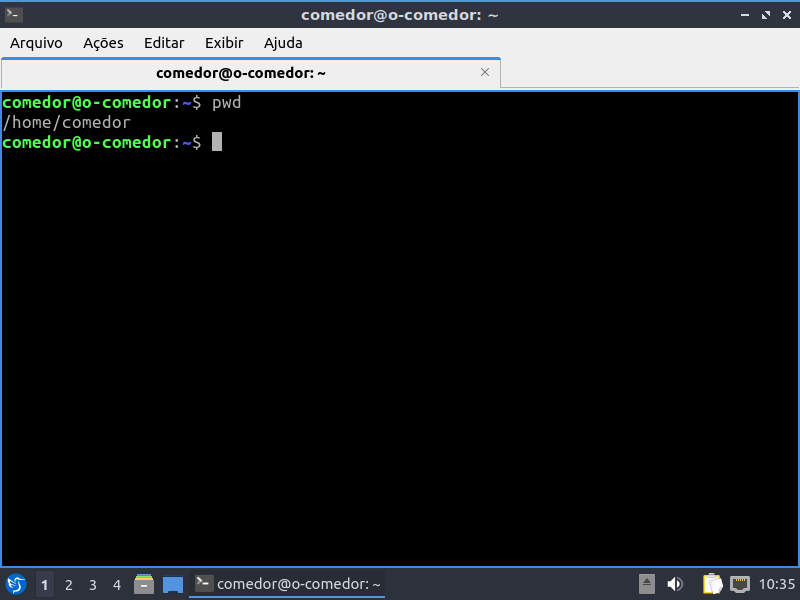 comedor@o-comedor: ~
Arquivo Ações Editar Exibir Ajuda
comedor@o-comedor: ~
comedor@o-comedor:~$ pwd
/home/comedor
comedor@o-comedor:~$
1 2 3 4 comedor@o-comedor: ~ 10:35